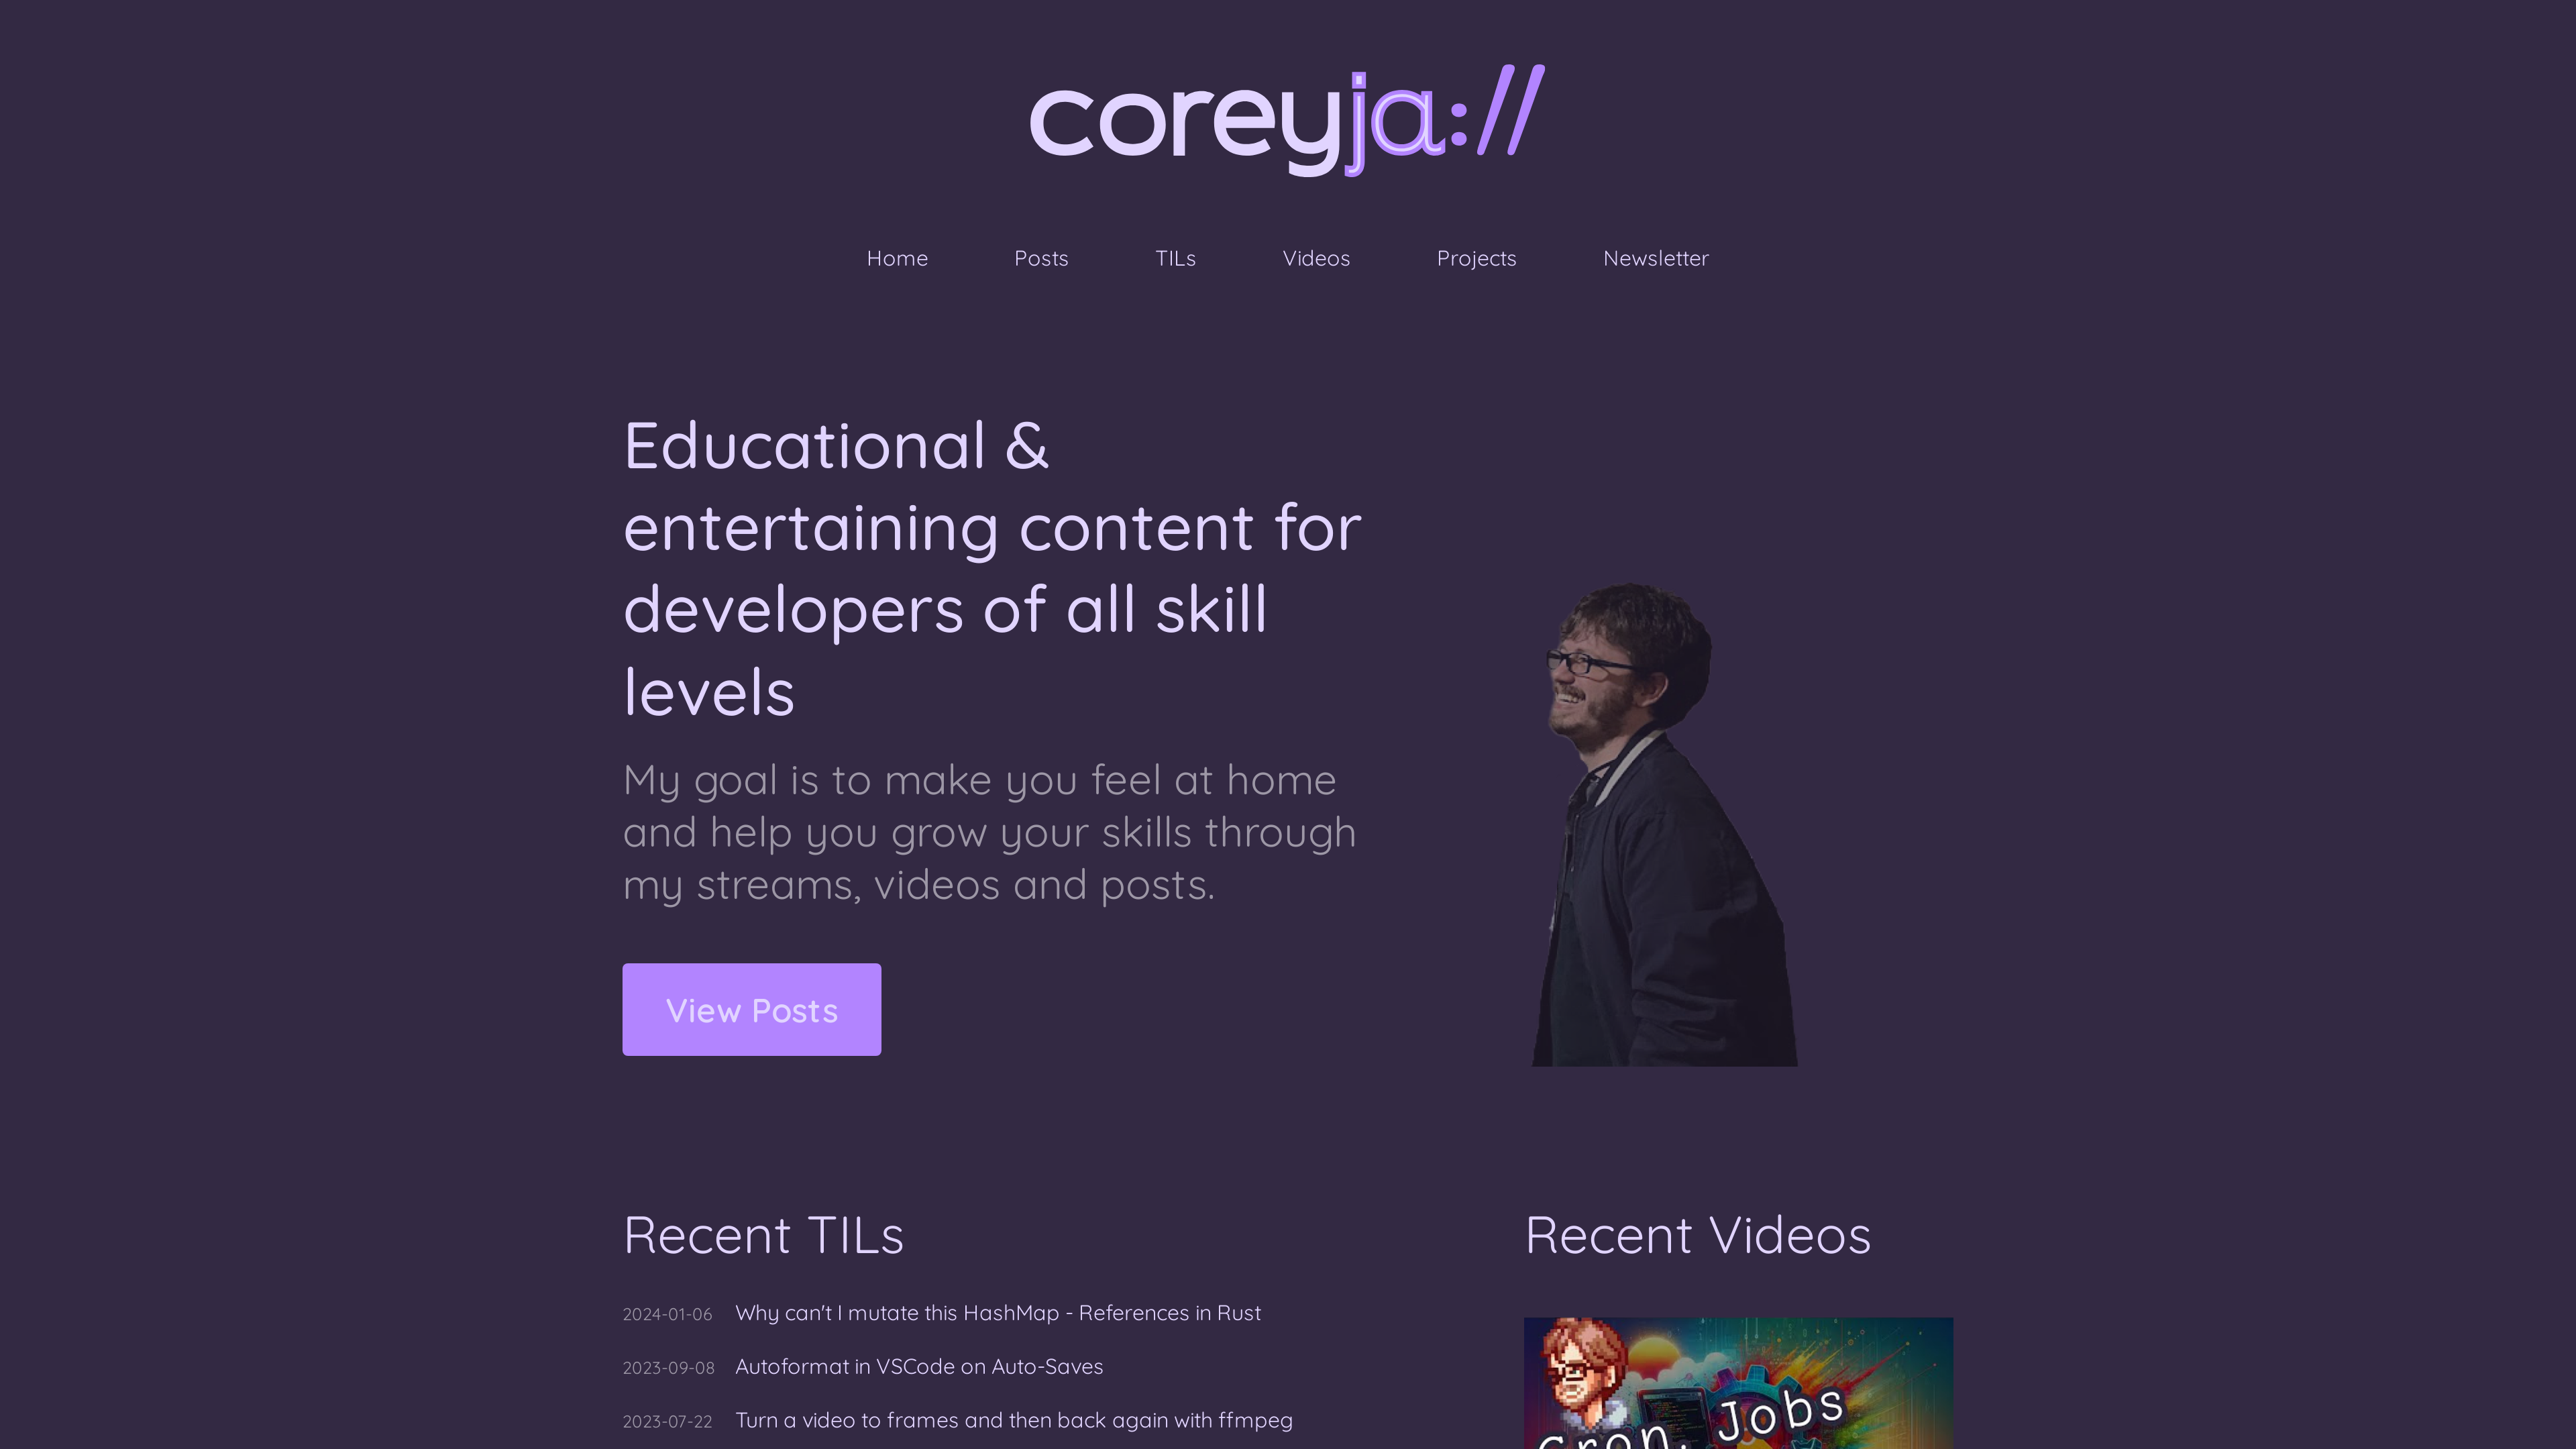 coreyja://
Home Posts TILs Videos Projects Newsletter
Educational &
entertaining content for
developers of all skill
levels
My goal is to make you feel at home
and help you grow your skills through
my streams, videos and posts.
View Posts
Recent TILs
2024-01-06 Why can't I mutate this HashMap - References in Rust
2023-09-08 Autoformat in VSCode on Auto-Saves
2023-07-22 Turn a video to frames and then back again with ffmpeg
Recent Videos
Cron. Jobs